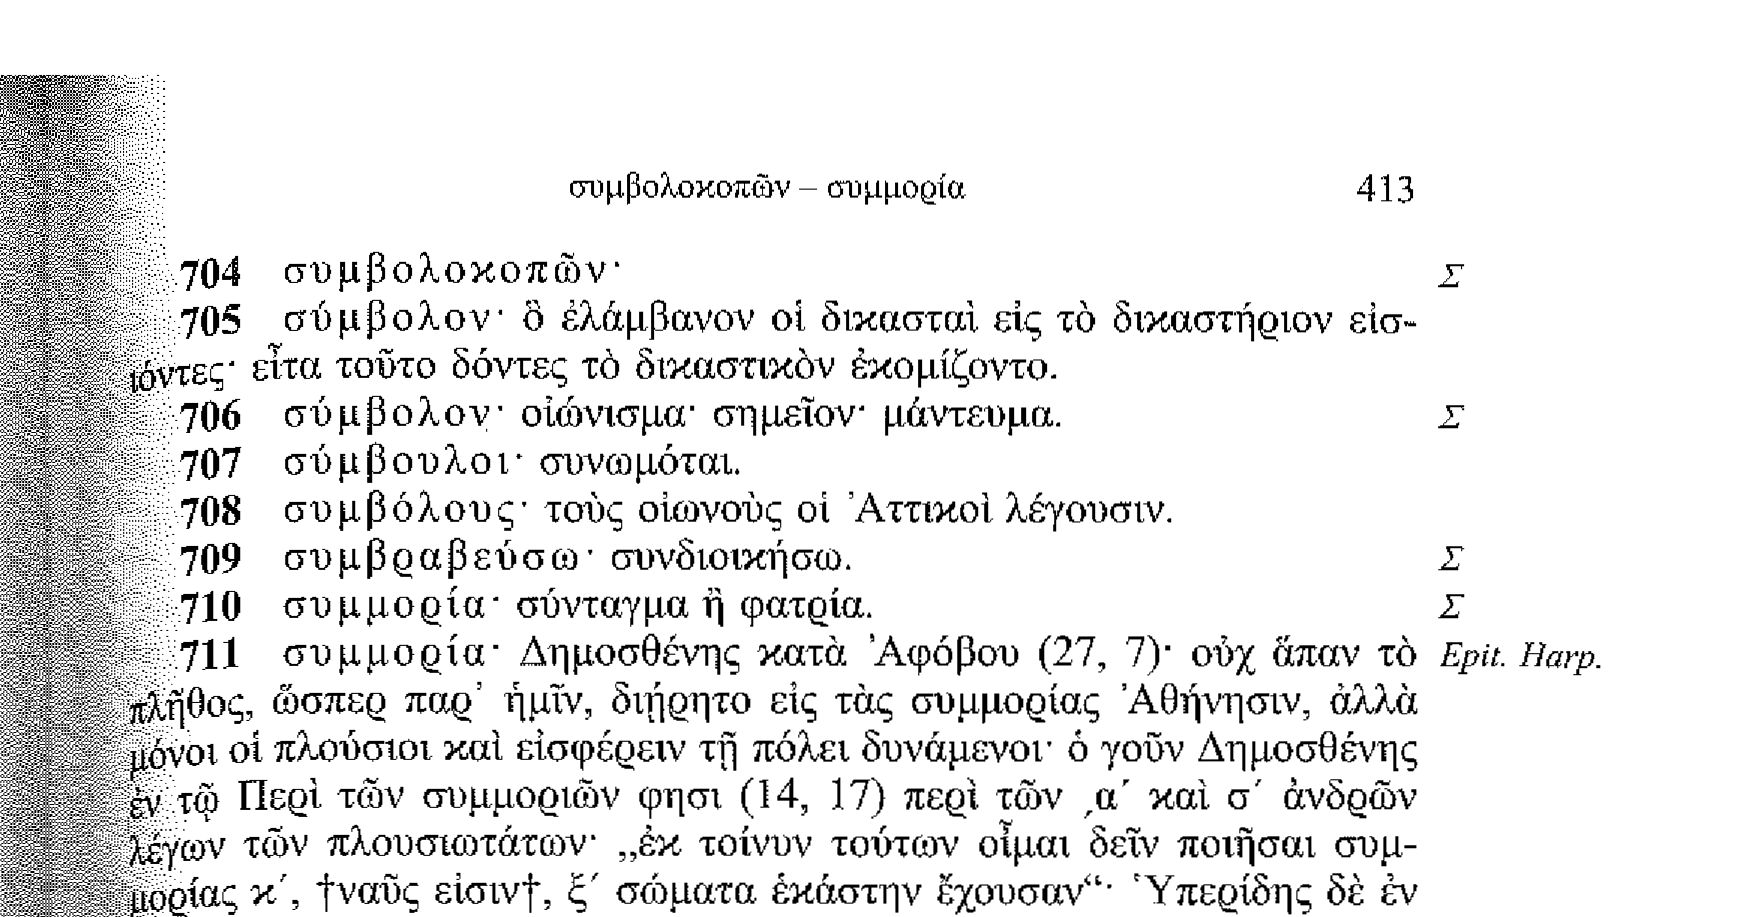 συμβολοκοπῶν – συμμορία 413
704 συμβολοκοπῶν· Σ
705 σύμβολον· ὃ ἐλάμβανον οἱ δικασταὶ εἰς τὸ δικαστήριον εἰσ-
ιόντες· εἶτα τοῦτο δόντες τὸ δικαστικὸν ἐκομίζοντο.
706 σύμβολον· οἰώνισμα· σημεῖον· μάντευμα. Σ
707 σύμβουλοι· συνωμόται.
708 συμβόλους· τοὺς οἰωνοὺς οἱ Ἀττικοὶ λέγουσιν.
709 συμβραβεύσω· συνδιοικήσω. Σ
710 συμμορία· σύνταγμα ἢ φατρία. Σ
711 συμμορία· Δημοσθένης κατὰ Ἀφόβου (27, 7)· οὐχ ἅπαν τὸ Epit. Harp.
πλῆθος, ὥσπερ παρ’ ἡμῖν, διῄρητο εἰς τὰς συμμορίας Ἀθήνησιν, ἀλλὰ
μόνοι οἱ πλούσιοι καὶ εἰσφέρειν τῇ πόλει δυνάμενοι· ὁ γοῦν Δημοσθένης
ἐν τῷ Περὶ τῶν συμμοριῶν φησι (14, 17) περὶ τῶν ͵α´ καὶ σ´ ἀνδρῶν
λέγων τῶν πλουσιωτάτων· „ἐκ τοίνυν τούτων οἶμαι δεῖν ποιῆσαι συμ-
μορίας κ´, †ναῦς εἰσιν†, ξ´ σώματα ἑκάστην ἔχουσαν“· Ὑπερίδης δὲ ἐν